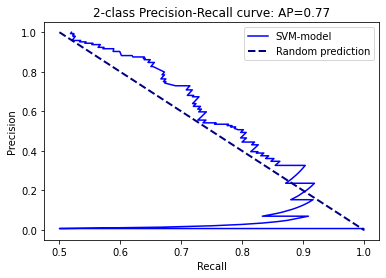 2-class Precision-Recall curve: AP=0.77
SVM-model
Random prediction
1.0
0.8
0.6
0.4
0.2
0.0
Precision
0.5 0.6 0.7 0.8 0.9 1.0
Recall